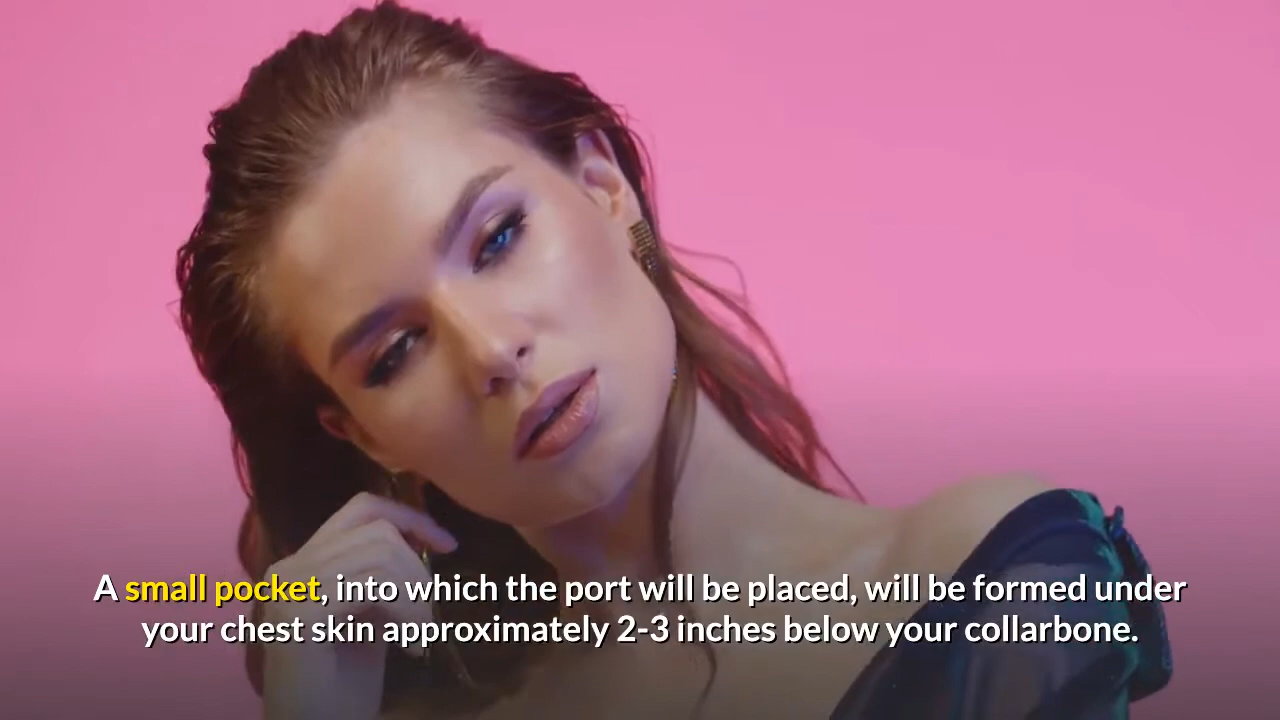 A small pocket, into which the port will be placed, will be formed under
your chest skin approximately 2-3 inches below your collarbone.